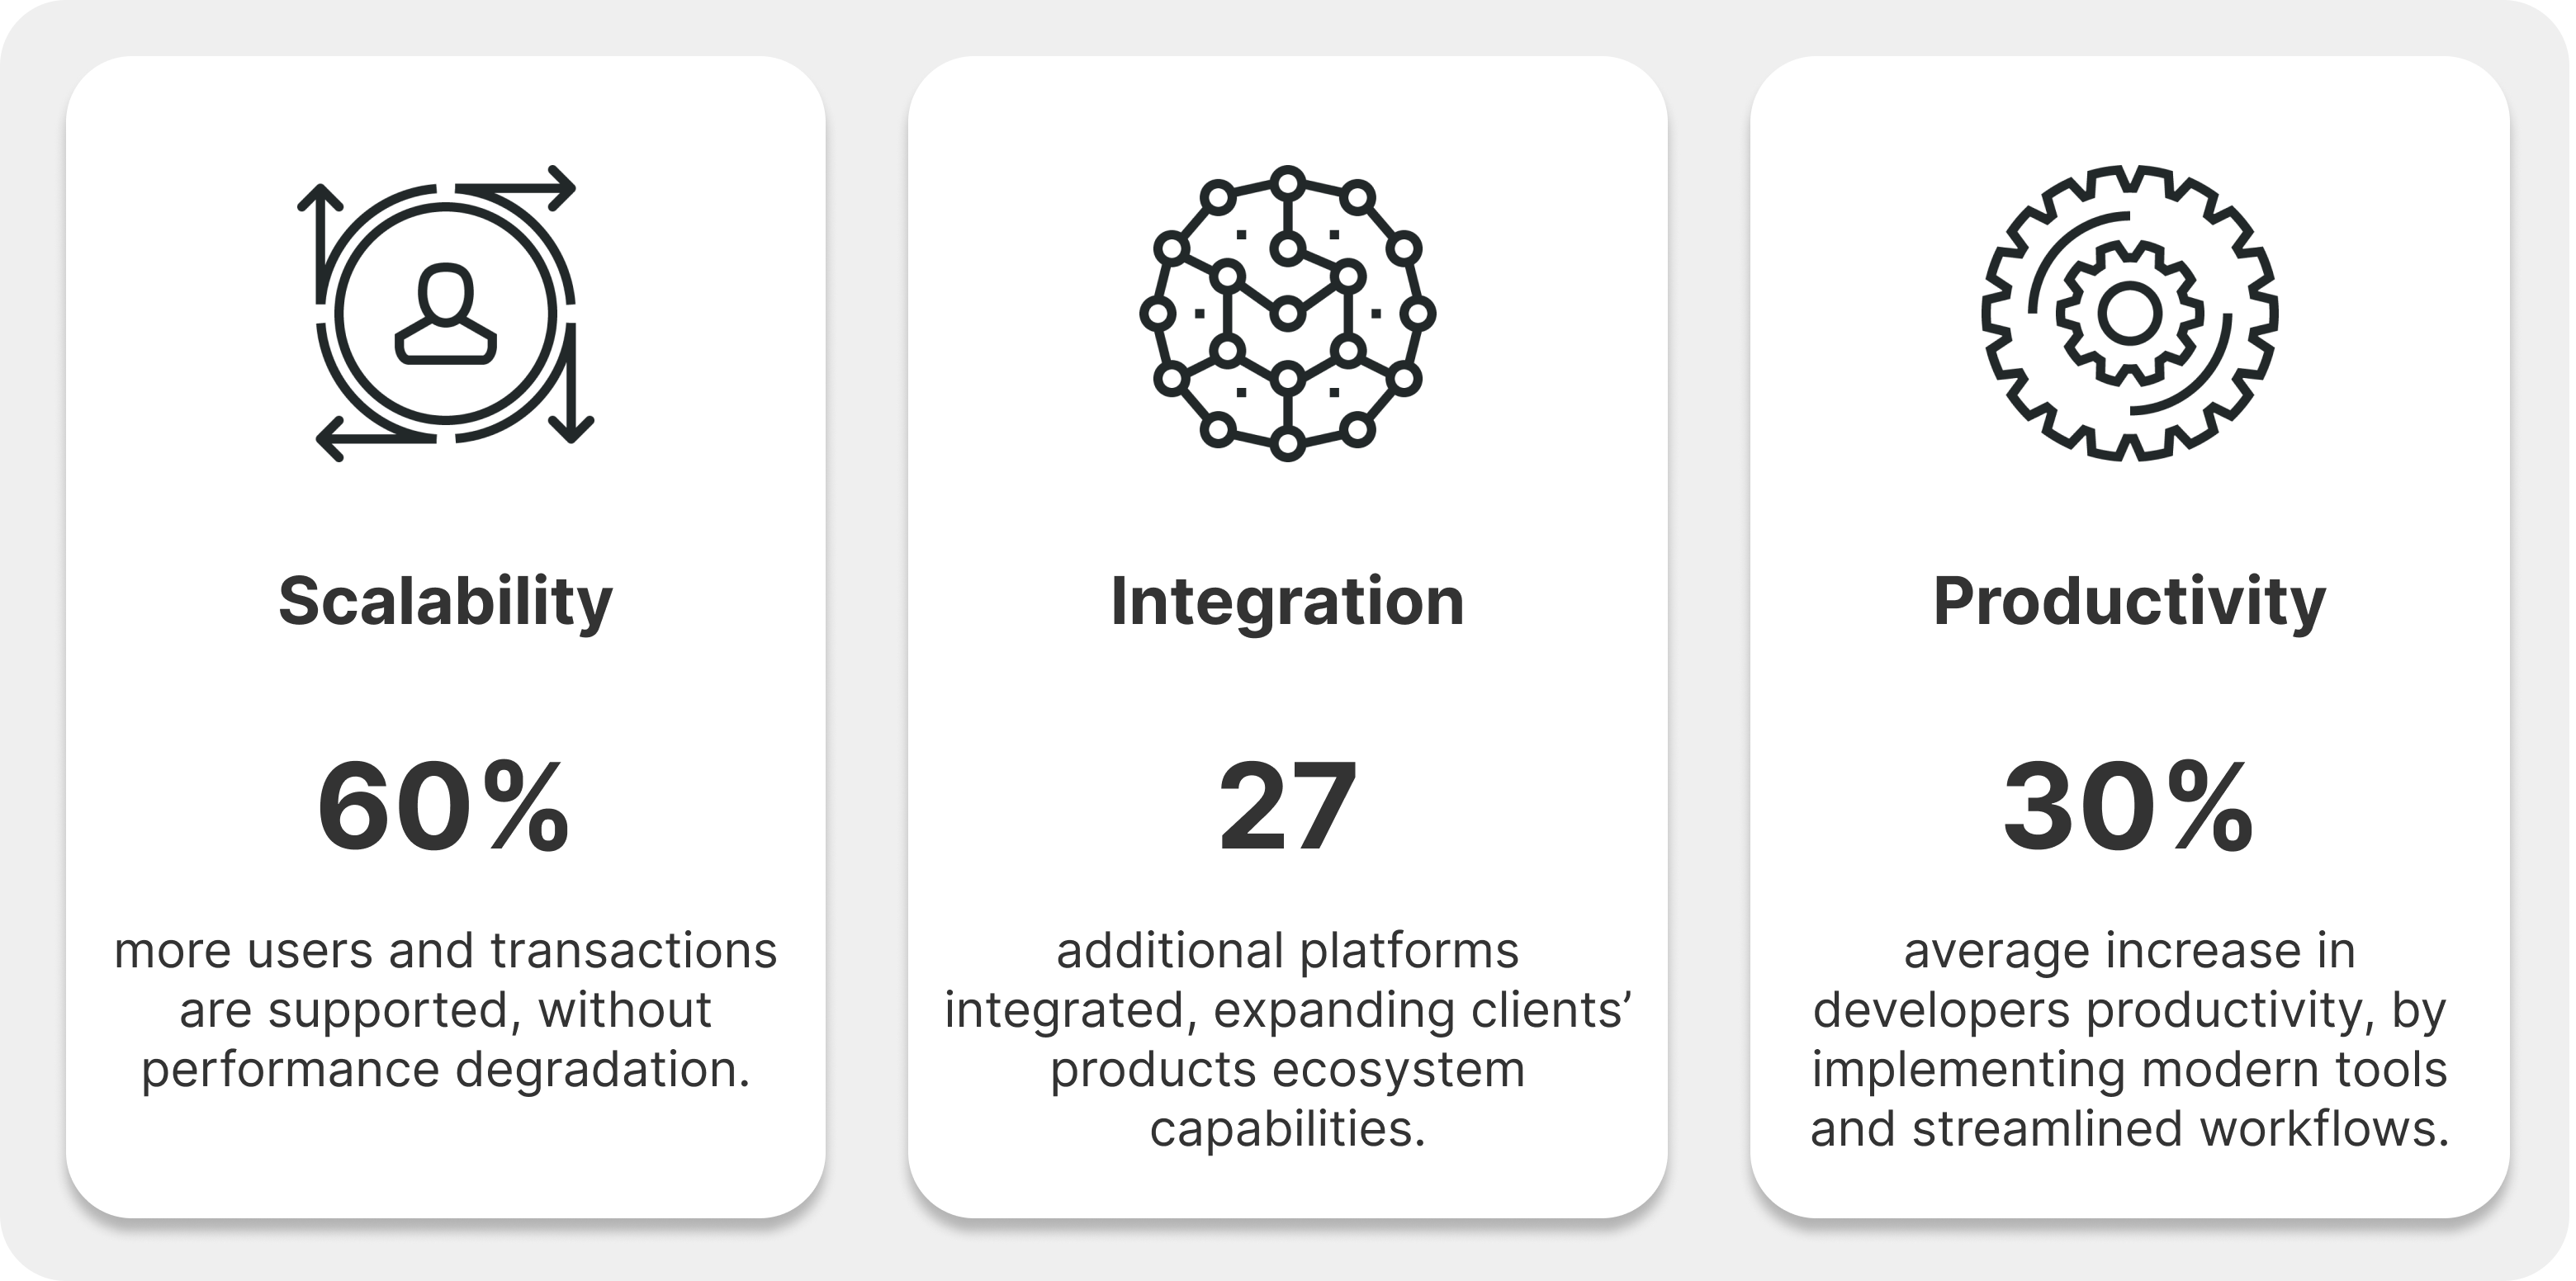 Scalability
60%
more users and transactions
are supported, without
performance degradation.
Integration
27
additional platforms
integrated, expanding clients’
products ecosystem
capabilities.
Productivity
30%
average increase in
developers productivity, by
implementing modern tools
and streamlined workflows.